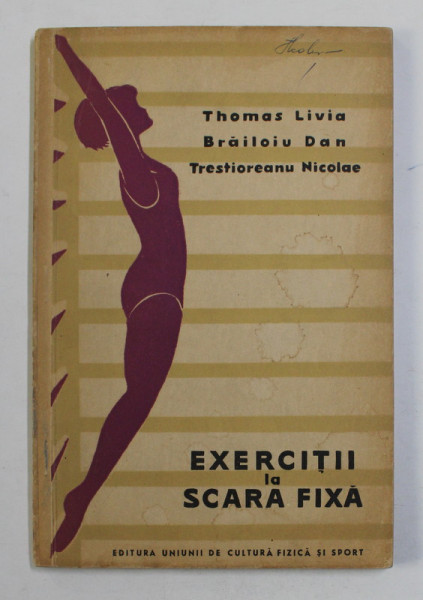 Thomas Livia
Brăiloiu Dan
Trestioreanu Nicolae
EXERCIȚII
la
SCARA FIXĂ
EDITURA UNIUNII DE CULTURĂ FIZICĂ ȘI SPORT